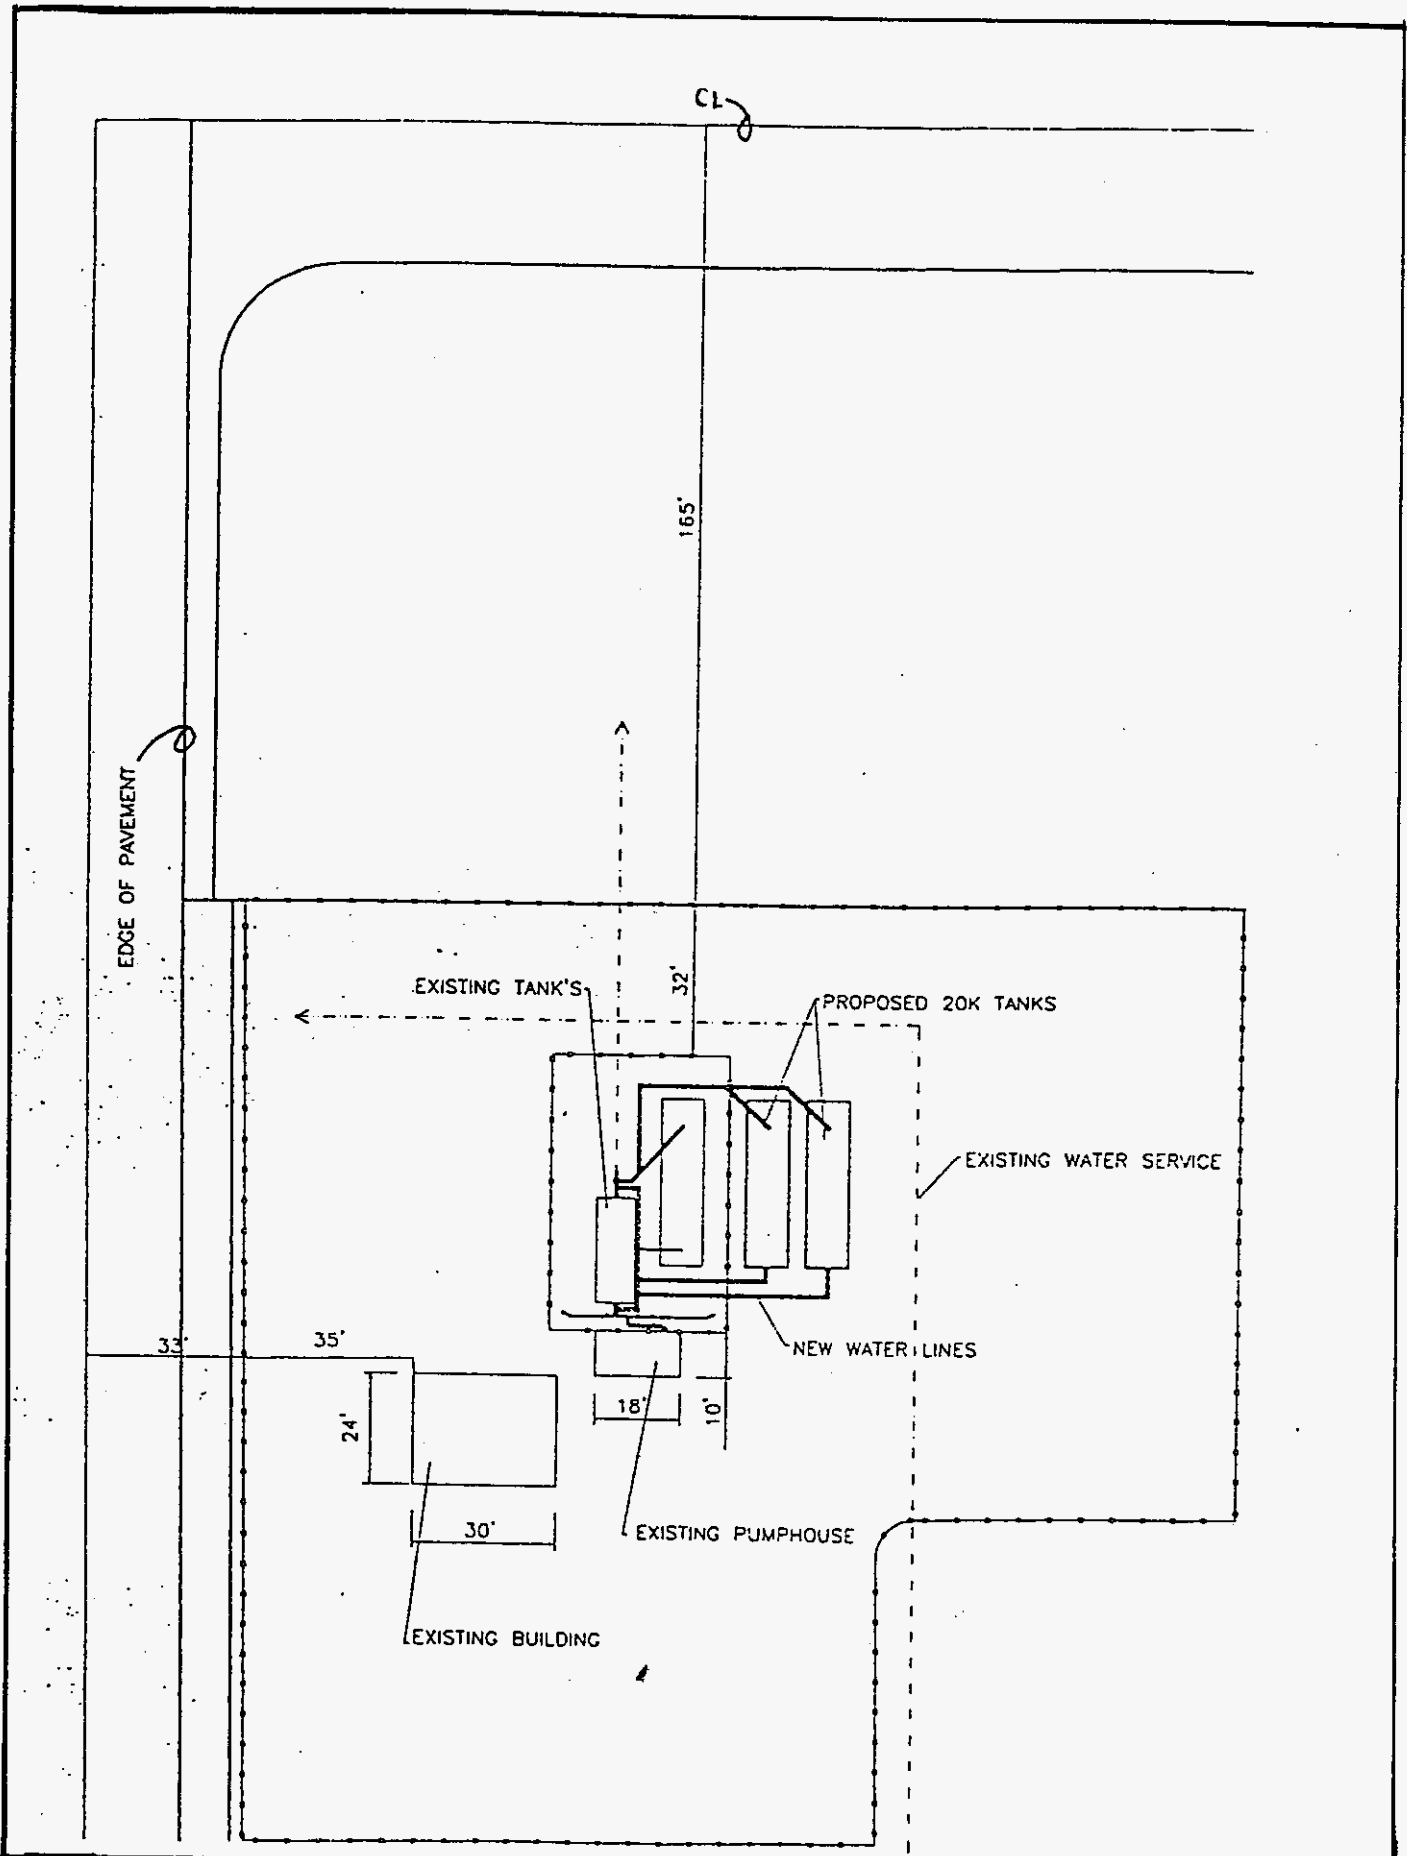 CL
165'
EDGE OF PAVEMENT
32'
EXISTING TANK'S
PROPOSED 20K TANKS
EXISTING WATER SERVICE
33'
35'
NEW WATER LINES
18'
10'
24'
30'
EXISTING PUMPHOUSE
EXISTING BUILDING